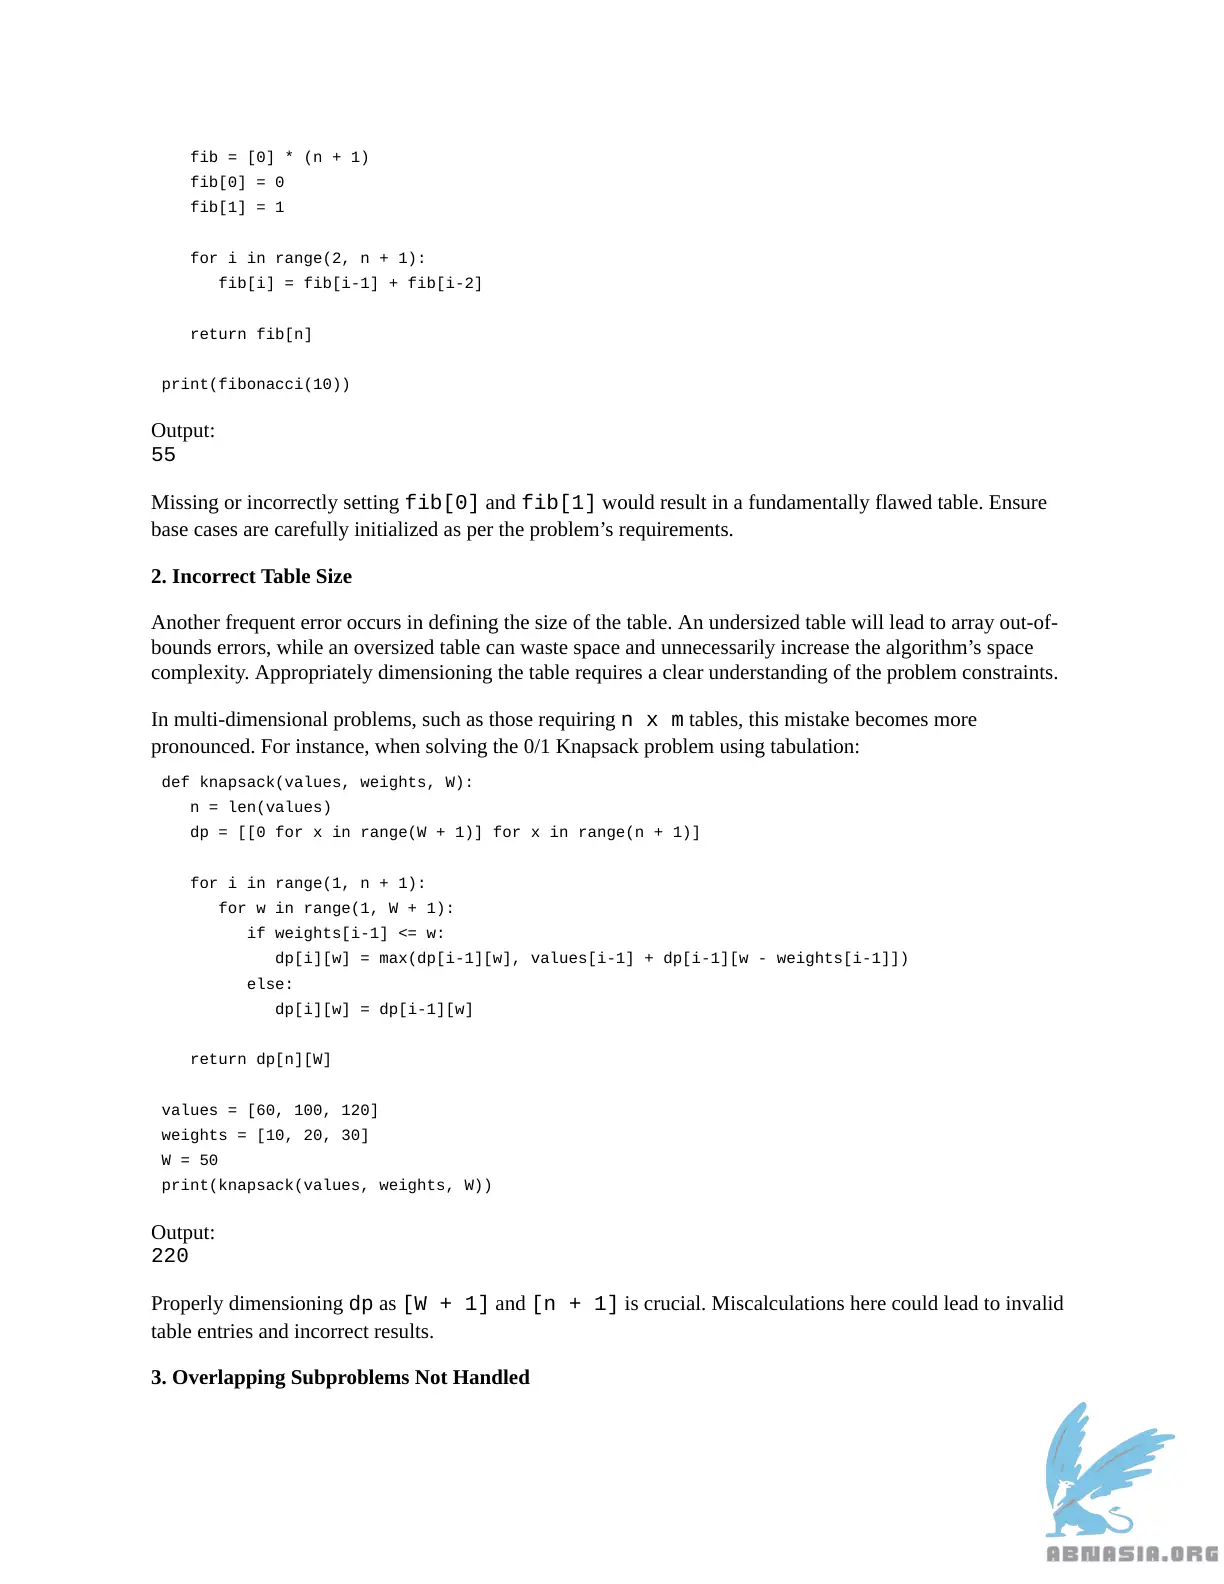 fib = [0] * (n + 1)
fib[0] = 0
fib[1] = 1
for i in range(2, n + 1):
fib[i] = fib[i-1] + fib[i-2]
return fib[n]
print(fibonacci(10))
Output:
55
Missing or incorrectly setting fib[0] and fib[1] would result in a fundamentally flawed table. Ensure
base cases are carefully initialized as per the problem’s requirements.
2. Incorrect Table Size
Another frequent error occurs in defining the size of the table. An undersized table will lead to array out-of-
bounds errors, while an oversized table can waste space and unnecessarily increase the algorithm’s space
complexity. Appropriately dimensioning the table requires a clear understanding of the problem constraints.
In multi-dimensional problems, such as those requiring n x m tables, this mistake becomes more
pronounced. For instance, when solving the 0/1 Knapsack problem using tabulation:
def knapsack(values, weights, W):
n = len(values)
dp = [[0 for x in range(W + 1)] for x in range(n + 1)]
for i in range(1, n + 1):
for w in range(1, W + 1):
if weights[i-1] <= w:
dp[i][w] = max(dp[i-1][w], values[i-1] + dp[i-1][w - weights[i-1]])
else:
dp[i][w] = dp[i-1][w]
return dp[n][W]
values = [60, 100, 120]
weights = [10, 20, 30]
W = 50
print(knapsack(values, weights, W))
Output:
220
Properly dimensioning dp as [W + 1] and [n + 1] is crucial. Miscalculations here could lead to invalid
table entries and incorrect results.
3. Overlapping Subproblems Not Handled
ABNASIA.ORG